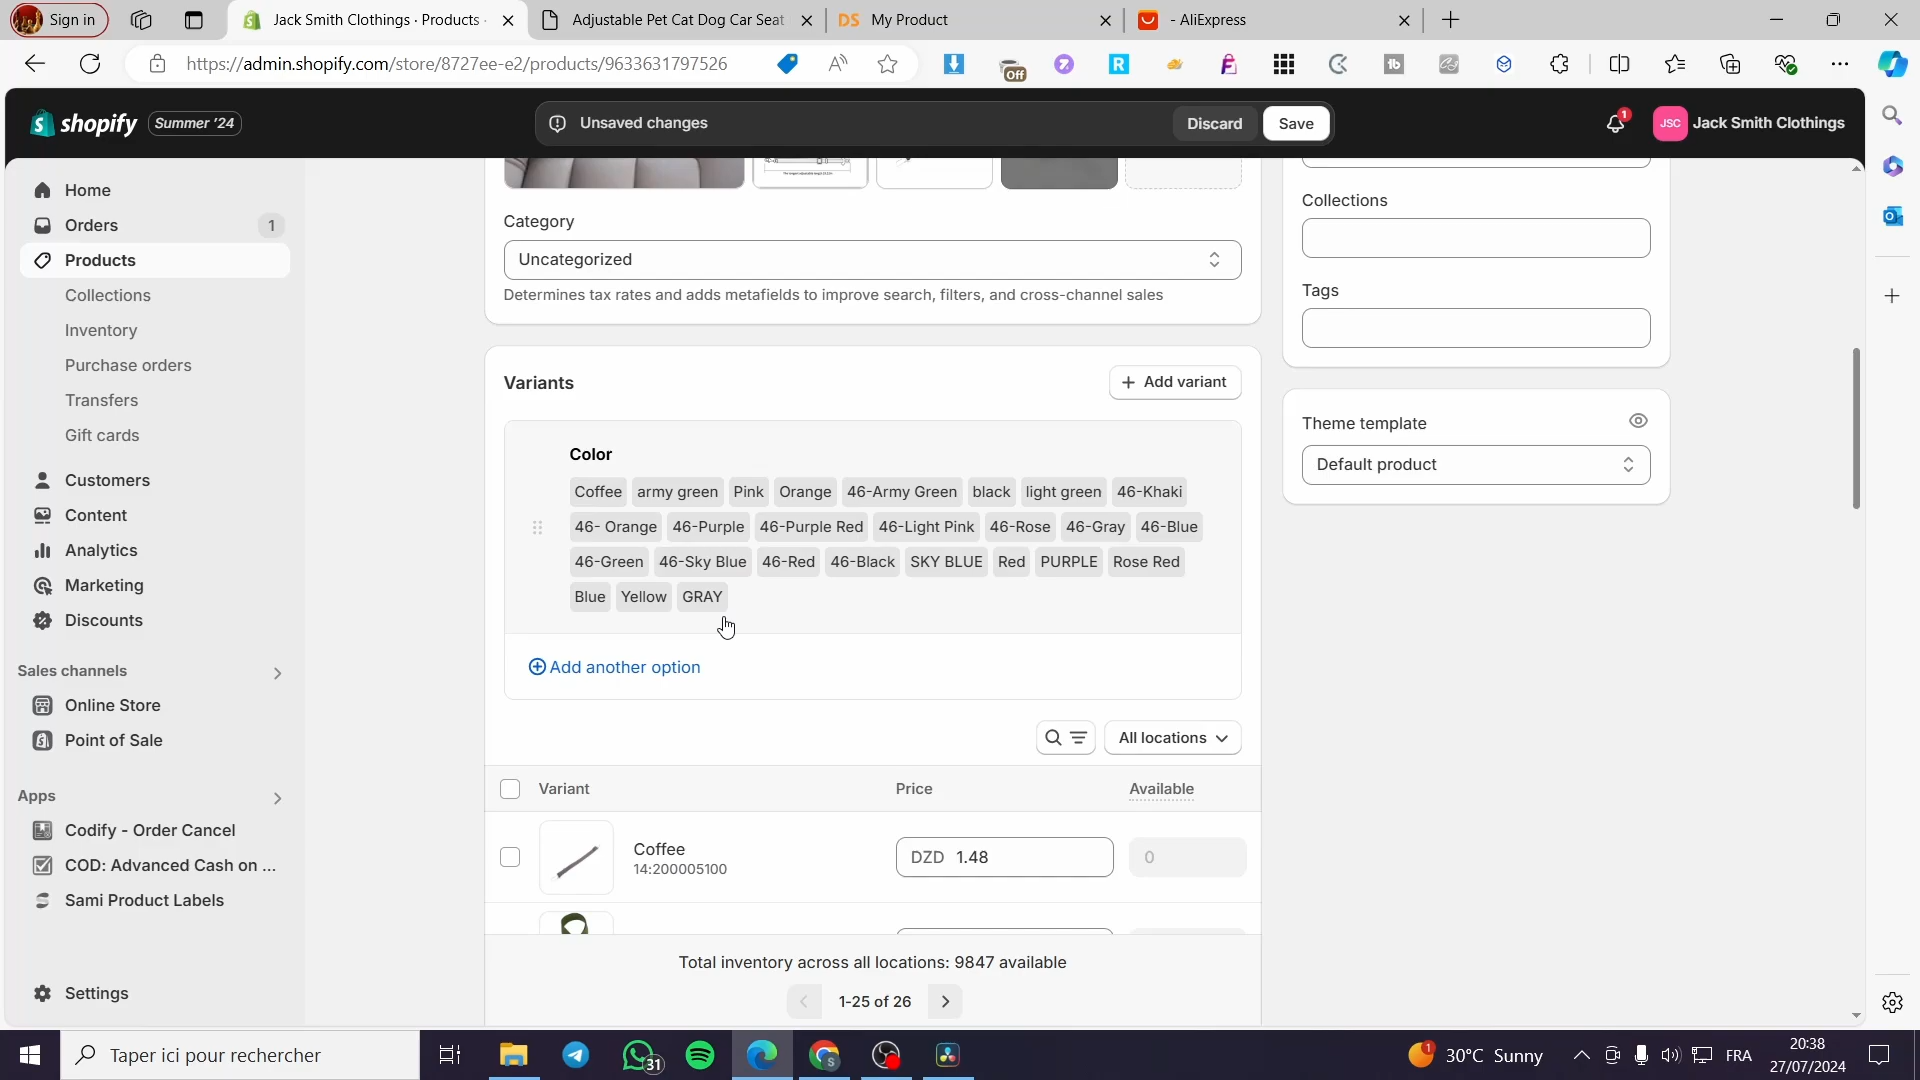 Sign in
Jack Smith Clothings · Products ·
Adjustable Pet Cat Dog Car Seat
DS My Product
- AliExpress
https://admin.shopify.com/store/8727ee-e2/products/9633631797526
Off
shopify Summer '24
Unsaved changes
Discard
Save
1
JSC
Jack Smith Clothings
Home
Orders 1
Products
Collections
Inventory
Purchase orders
Transfers
Gift cards
Customers
Content
Analytics
Marketing
Discounts
Sales channels
Online Store
Point of Sale
Apps
Codify - Order Cancel
COD: Advanced Cash on ...
Sami Product Labels
Settings
Category
Uncategorized
Determines tax rates and adds metafields to improve search, filters, and cross-channel sales
Variants
+ Add variant
Color
Coffee army green Pink Orange 46-Army Green black light green 46-Khaki
46- Orange 46-Purple 46-Purple Red 46-Light Pink 46-Rose 46-Gray 46-Blue
46-Green 46-Sky Blue 46-Red 46-Black SKY BLUE Red PURPLE Rose Red
Blue Yellow GRAY
Add another option
All locations
Variant Price Available
Coffee
14:200005100
DZD 1.48
0
Total inventory across all locations: 9847 available
1-25 of 26
Collections
Tags
Theme template
Default product
Taper ici pour rechercher
31
1
30°C Sunny
FRA
20:38
27/07/2024